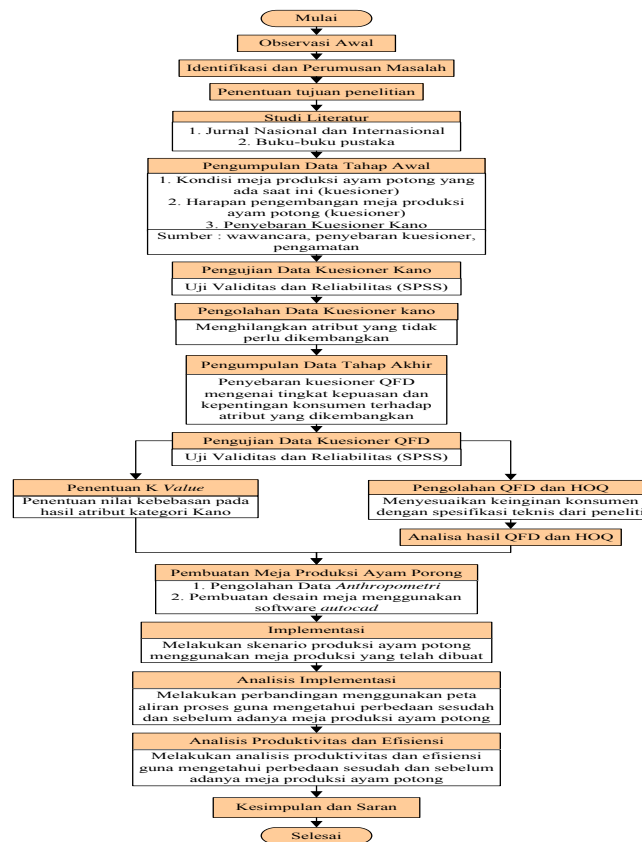 Mulai
Observasi Awal
Identifikasi dan Perumusan Masalah
Penentuan tujuan penelitian
Studi Literatur
1. Jurnal Nasional dan Internasional
2. Buku-buku pustaka
Pengumpulan Data Tahap Awal
1. Kondisi meja produksi ayam potong yang
ada saat ini (kuesioner)
2. Harapan pengembangan meja produksi
ayam potong (kuesioner)
3. Penyebaran Kuesioner Kano
Sumber : wawancara, penyebaran kuesioner,
pengamatan
Pengujian Data Kuesioner Kano
Uji Validitas dan Reliabilitas (SPSS)
Pengolahan Data Kuesioner kano
Menghilangkan atribut yang tidak
perlu dikembangkan
Pengumpulan Data Tahap Akhir
Penyebaran kuesioner QFD
mengenai tingkat kepuasan dan
kepentingan konsumen terhadap
atribut yang dikembangkan
Pengujian Data Kuesioner QFD
Uji Validitas dan Reliabilitas (SPSS)
Penentuan K Value
Penentuan nilai kebebasan pada
hasil atribut kategori Kano
Pengolahan QFD dan HOQ
Menyesuaikan keinginan konsumen
dengan spesifikasi teknis dari peneliti
Analisa hasil QFD dan HOQ
Pembuatan Meja Produksi Ayam Porong
1. Pengolahan Data Anthropometri
2. Pembuatan desain meja menggunakan
software autocad
Implementasi
Melakukan skenario produksi ayam potong
menggunakan meja produksi yang telah dibuat
Analisis Implementasi
Melakukan perbandingan menggunakan peta
aliran proses guna mengetahui perbedaan sesudah
dan sebelum adanya meja produksi ayam potong
Analisis Produktivitas dan Efisiensi
Melakukan analisis produktivitas dan efisiensi
guna mengetahui perbedaan sesudah dan sebelum
adanya meja produksi ayam potong
Kesimpulan dan Saran
Selesai